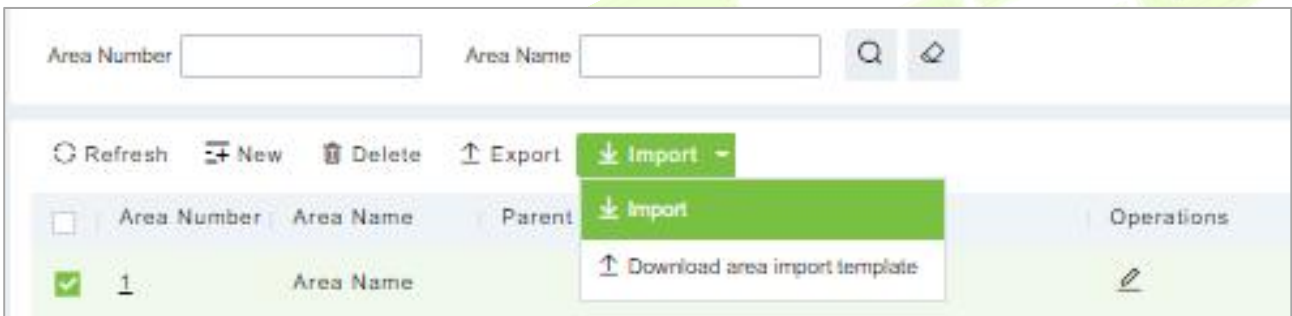 Area Number Area Name
Refresh New Delete Export Import
Import
Area Number Area Name Parent Operations
Download area import template
1 Area Name